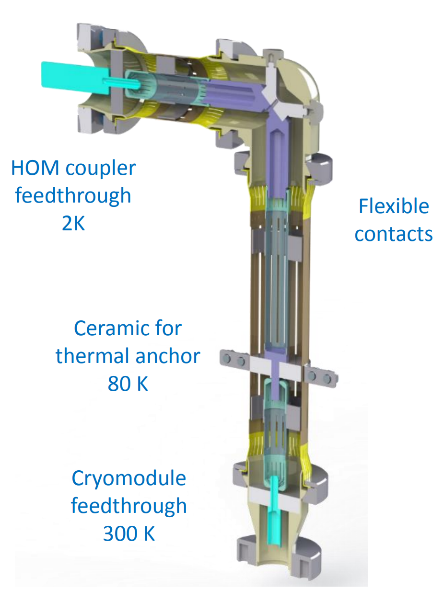 HOM coupler
feedthrough
2K
Flexible
contacts
Ceramic for
thermal anchor
80 K
Cryomodule
feedthrough
300 K